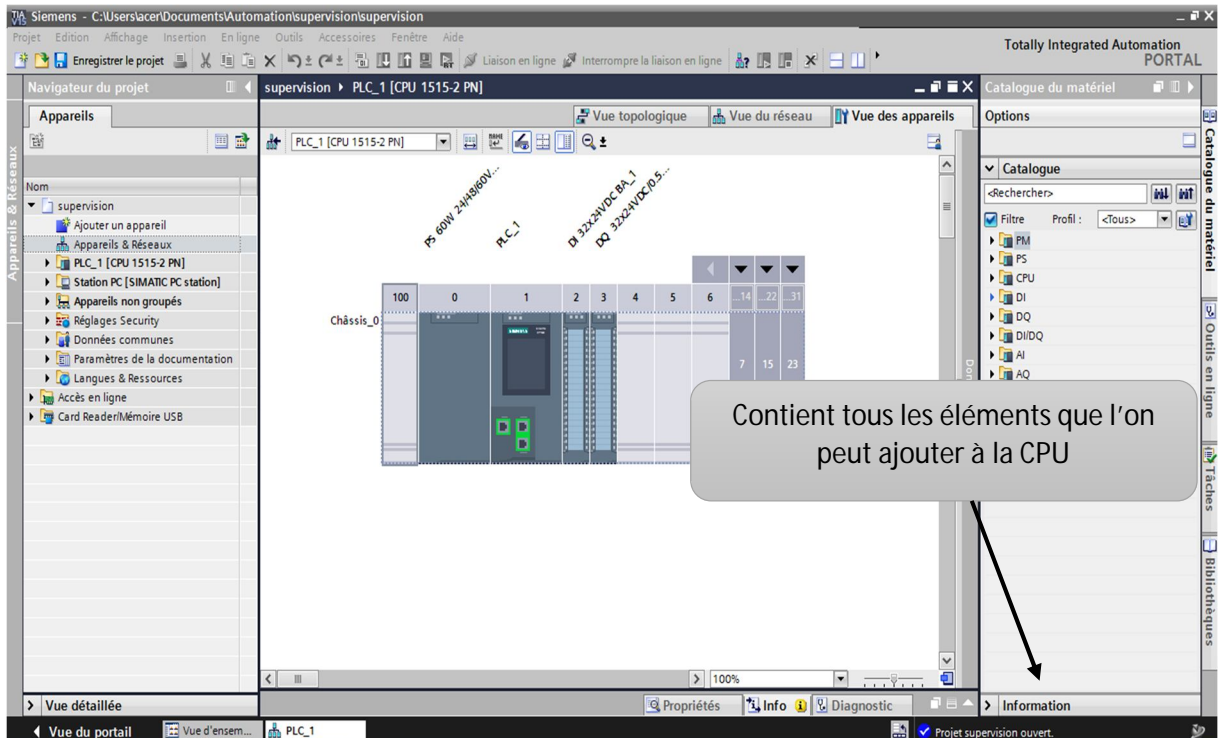 Siemens - C:\Users\acer\Documents\Automation\supervision\supervision
Projet Edition Affichage Insertion En ligne Outils Accessoires Fenêtre Aide
Totally Integrated Automation
PORTAL
Enregistrer le projet
Liaison en ligne
Interrompre la liaison en ligne
Navigateur du projet
Appareils
Nom
supervision
Ajouter un appareil
Appareils & Réseaux
PLC_1 [CPU 1515-2 PN]
Station PC [SIMATIC PC station]
Appareils non groupés
Réglages Security
Données communes
Paramètres de la documentation
Langues & Ressources
Accès en ligne
Card Reader/Mémoire USB
Vue détaillée
Appareils & Réseaux
supervision PLC_1 [CPU 1515-2 PN]
Vue topologique
Vue du réseau
Vue des appareils
PLC_1 [CPU 1515-2 PN]
PS 60W 24/48/60V...
PLC_1
DI 32x24VDC BA_1
DQ 32x24VDC/0.5...
100 0 1 2 3 4 5 6 ...14 ...22 ...31
Châssis_0
7 15 23
Contient tous les éléments que l'on
peut ajouter à la CPU
100%
Propriétés
Info
Diagnostic
Catalogue du matériel
Options
Catalogue
<Rechercher>
Filtre Profil : <Tous>
PM
PS
CPU
DI
DQ
DI/DQ
AI
AQ
Information
Catalogue du matériel
Outils en ligne
Tâches
Bibliothèques
Vue du portail
Vue d'ensem...
PLC_1
Projet supervision ouvert.